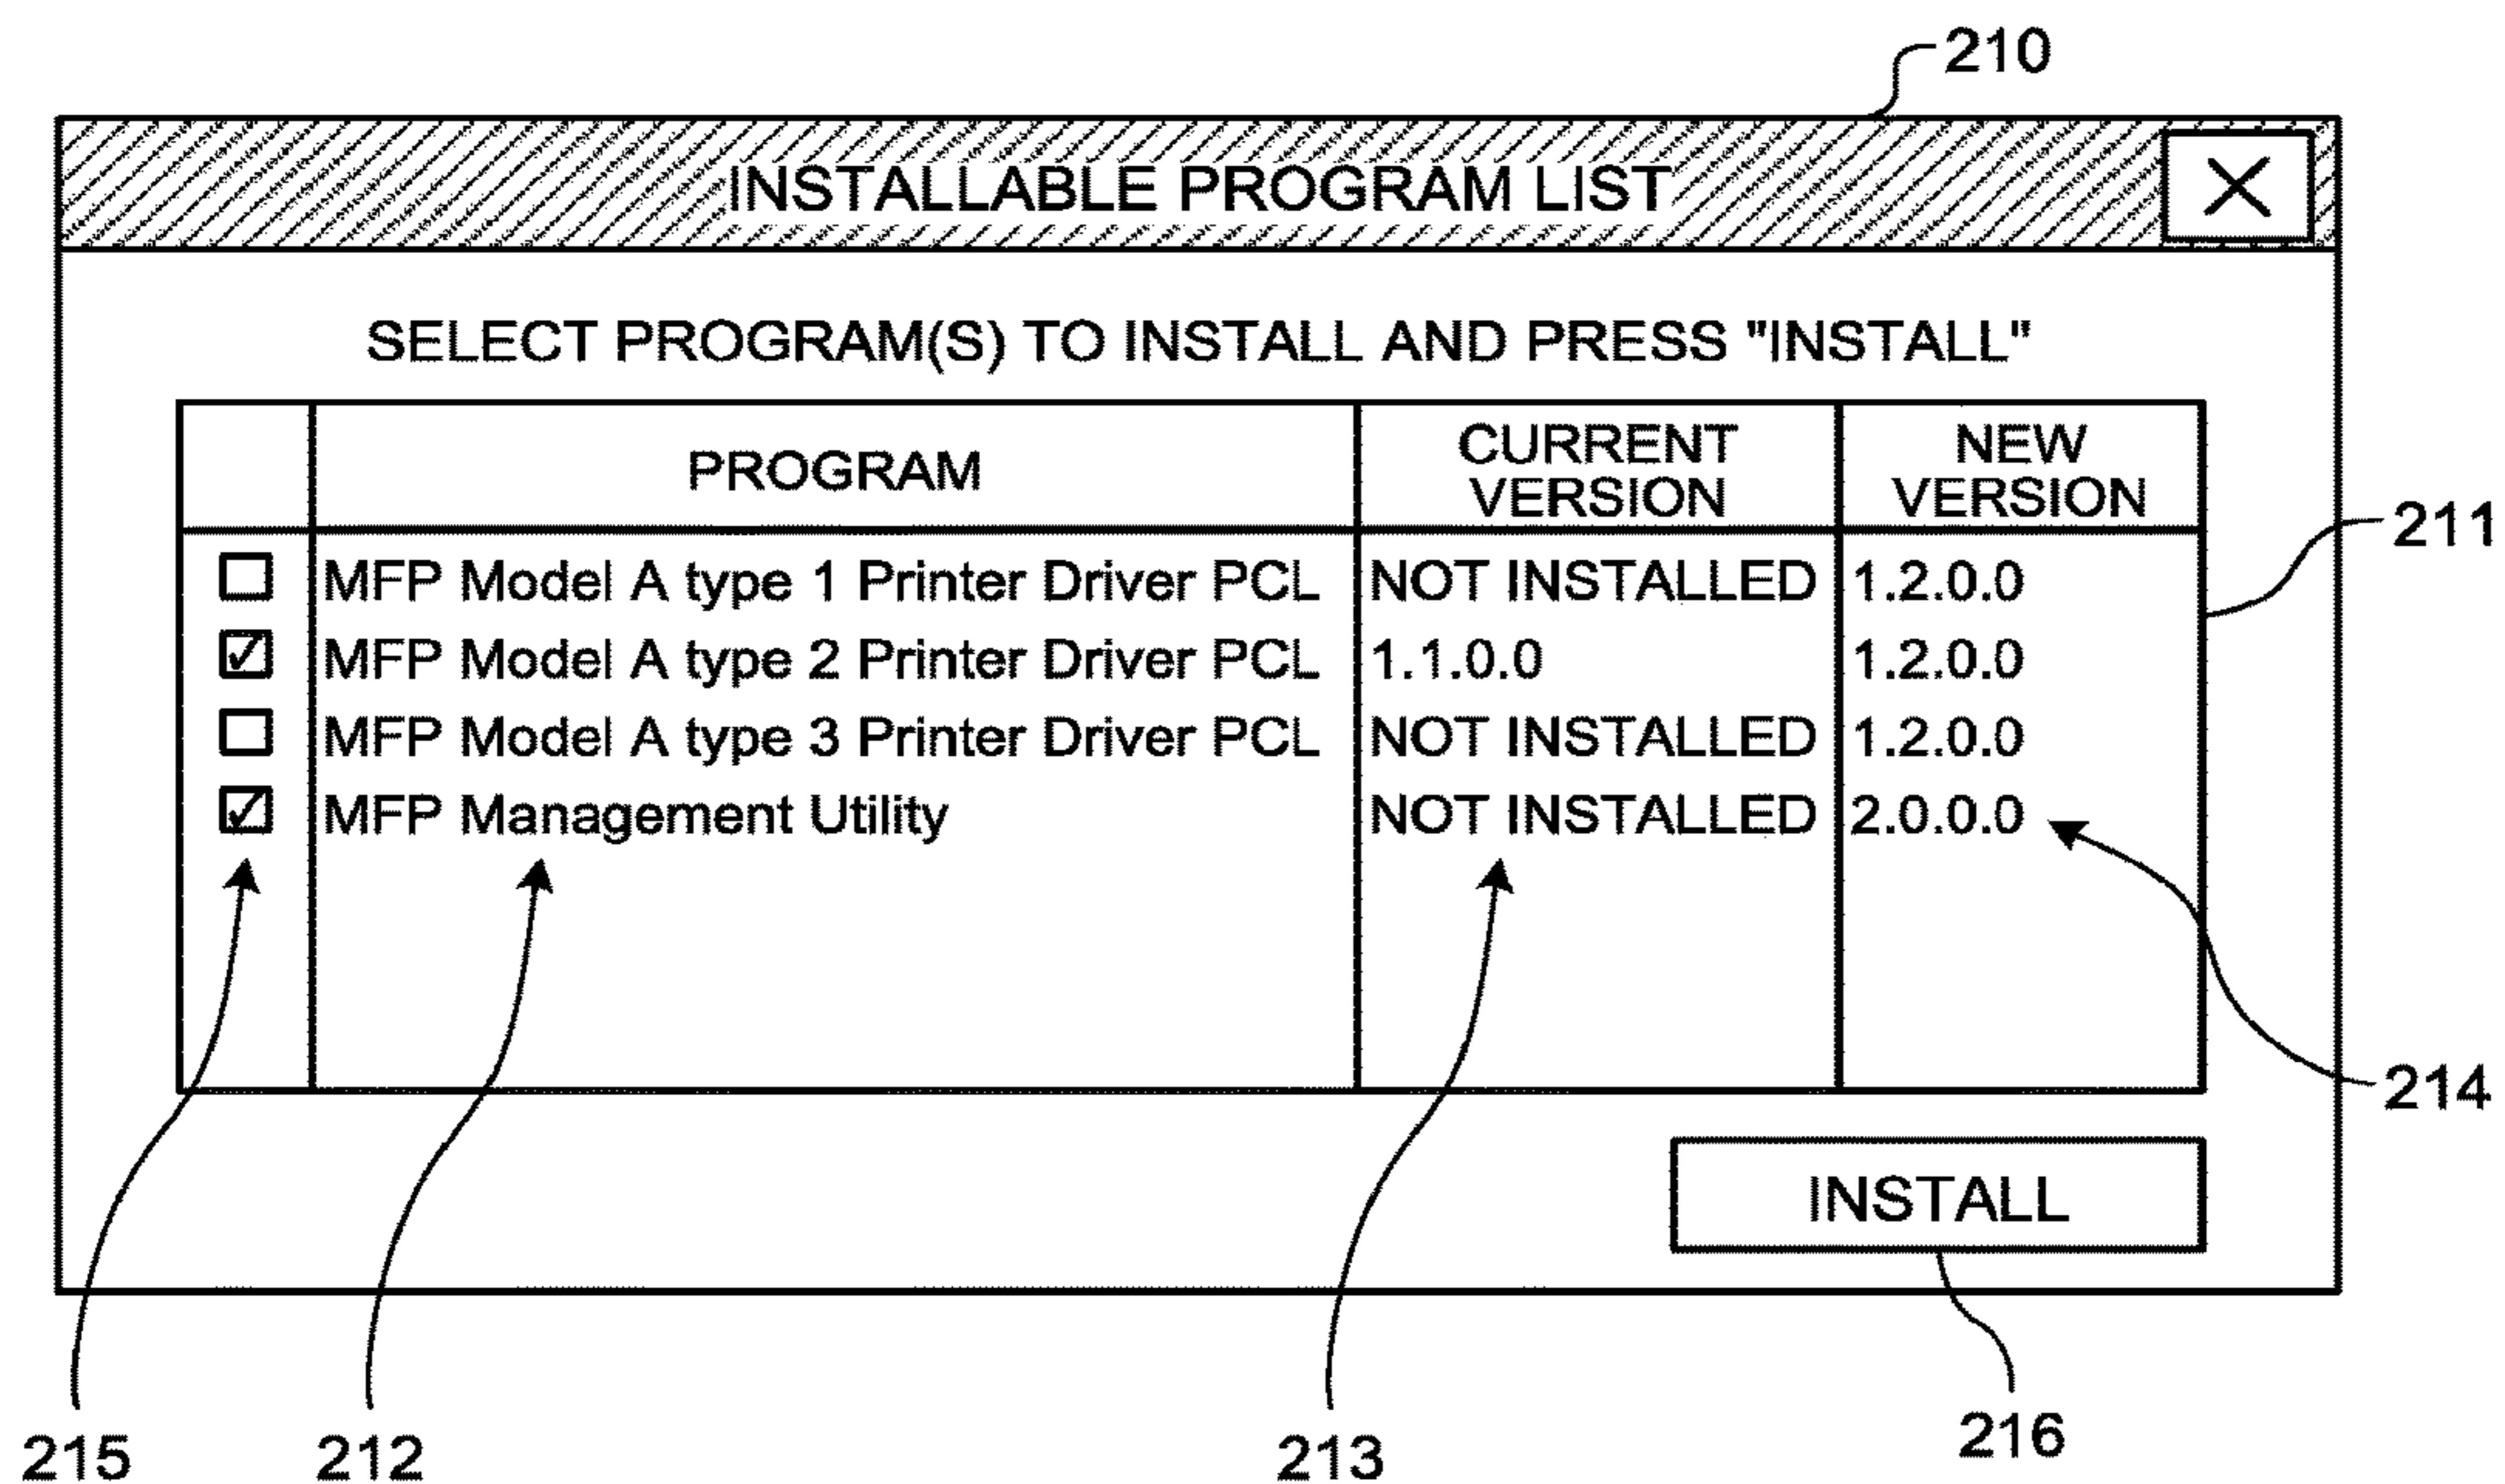 210
INSTALLABLE PROGRAM LIST
SELECT PROGRAM(S) TO INSTALL AND PRESS "INSTALL"
PROGRAM CURRENT VERSION NEW VERSION
211
MFP Model A type 1 Printer Driver PCL NOT INSTALLED 1.2.0.0
MFP Model A type 2 Printer Driver PCL 1.1.0.0 1.2.0.0
MFP Model A type 3 Printer Driver PCL NOT INSTALLED 1.2.0.0
MFP Management Utility NOT INSTALLED 2.0.0.0
214
INSTALL
215 212 213 216